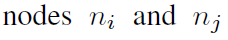 nodes n_i and n_j